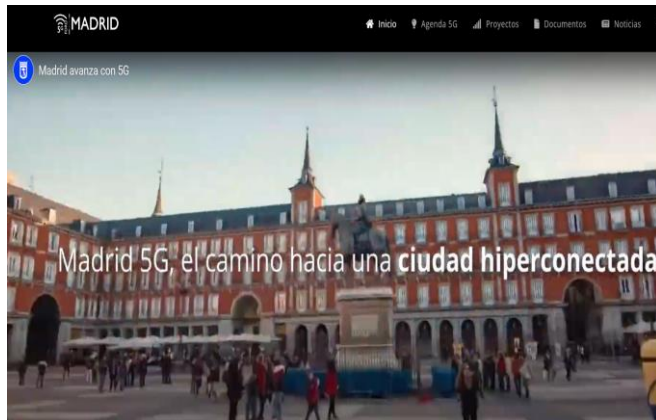 MADRID
Inicio
Agenda 5G
Proyectos
Documentos
Noticias
Madrid avanza con 5G
Madrid 5G, el camino hacia una ciudad hiperconectada